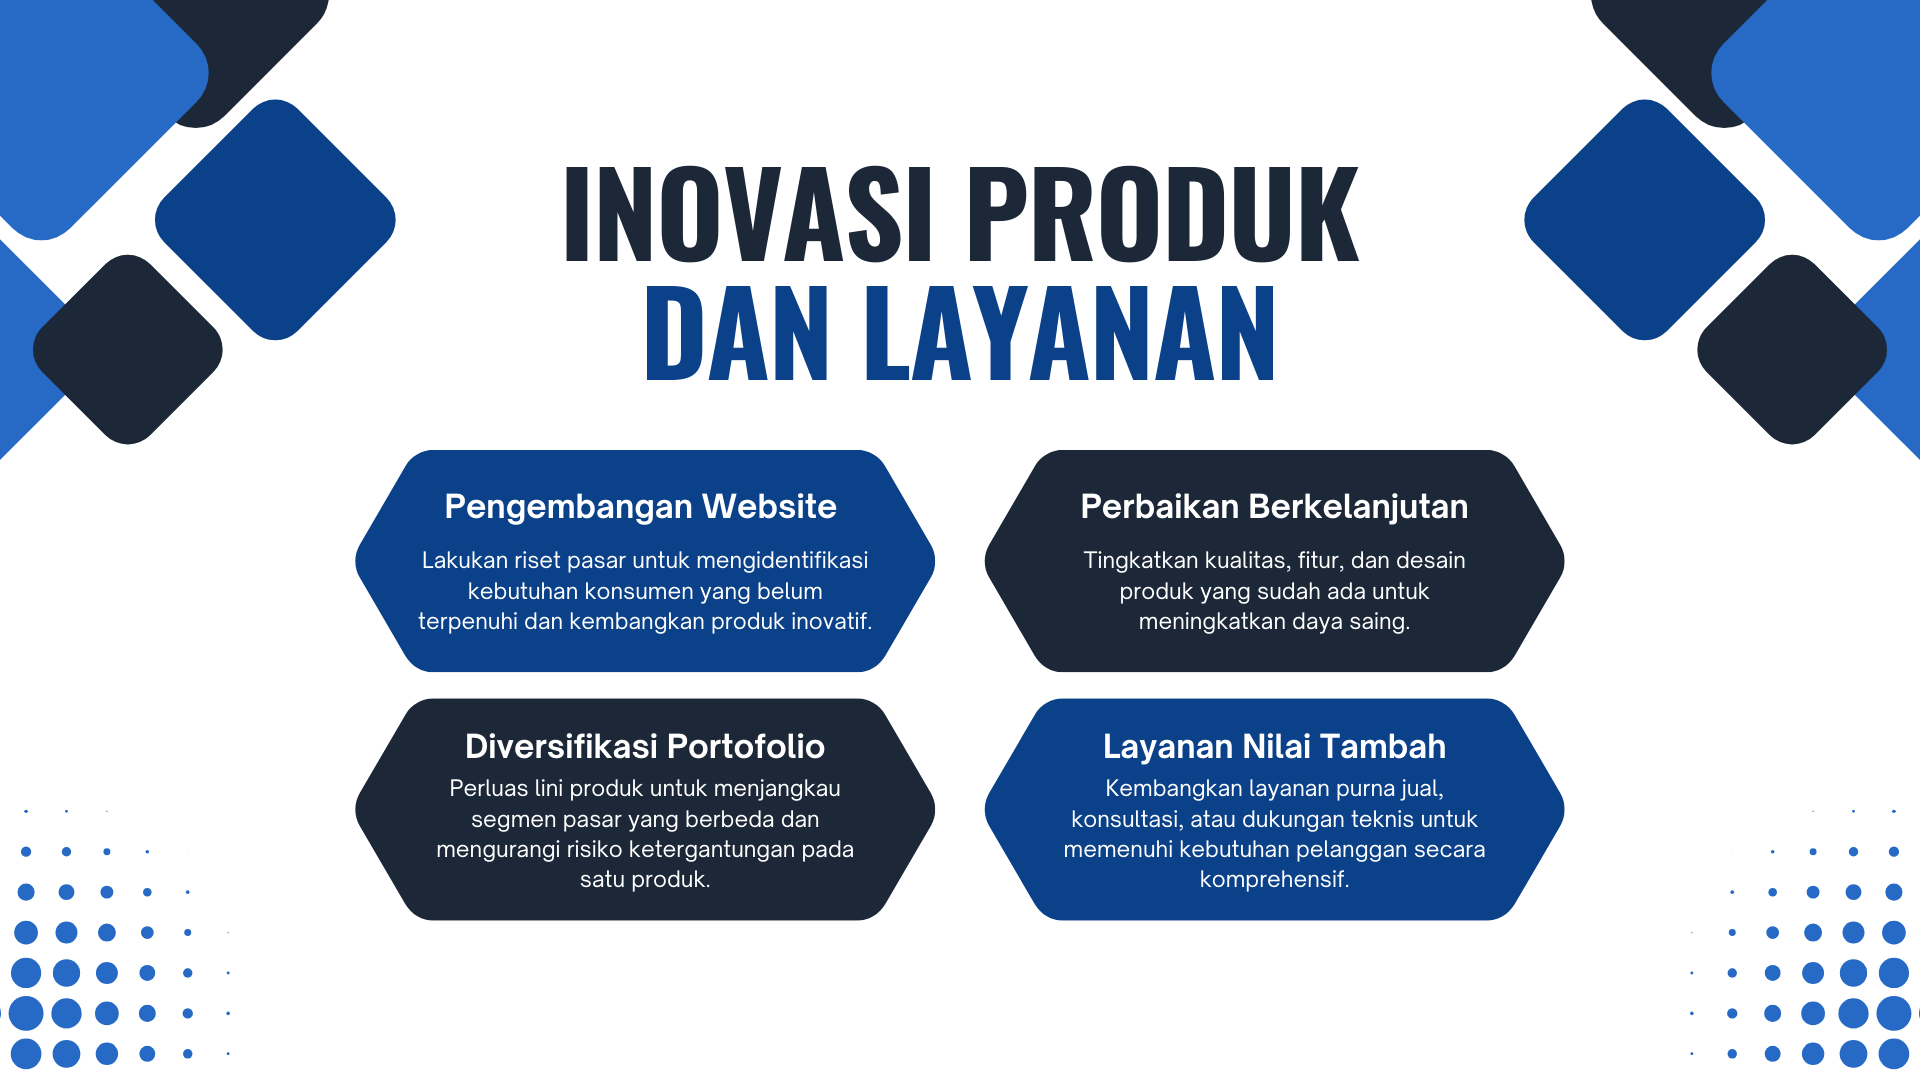 INOVASI PRODUK
DAN LAYANAN
Pengembangan Website
Lakukan riset pasar untuk mengidentifikasi
kebutuhan konsumen yang belum
terpenuhi dan kembangkan produk inovatif.
Perbaikan Berkelanjutan
Tingkatkan kualitas, fitur, dan desain
produk yang sudah ada untuk
meningkatkan daya saing.
Diversifikasi Portofolio
Perluas lini produk untuk menjangkau
segmen pasar yang berbeda dan
mengurangi risiko ketergantungan pada
satu produk.
Layanan Nilai Tambah
Kembangkan layanan purna jual,
konsultasi, atau dukungan teknis untuk
memenuhi kebutuhan pelanggan secara
komprehensif.